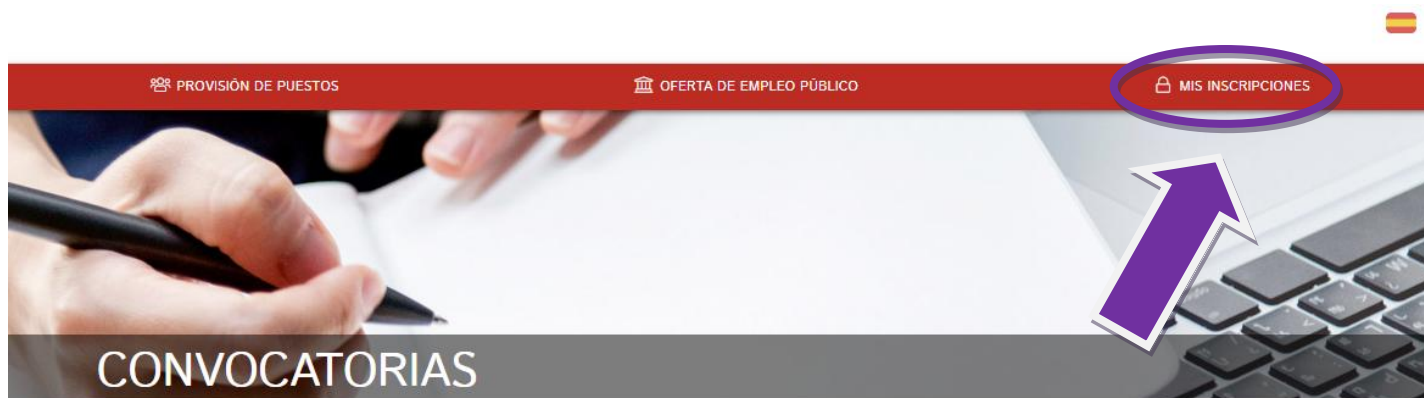 PROVISIÓN DE PUESTOS
OFERTA DE EMPLEO PÚBLICO
MIS INSCRIPCIONES
CONVOCATORIAS